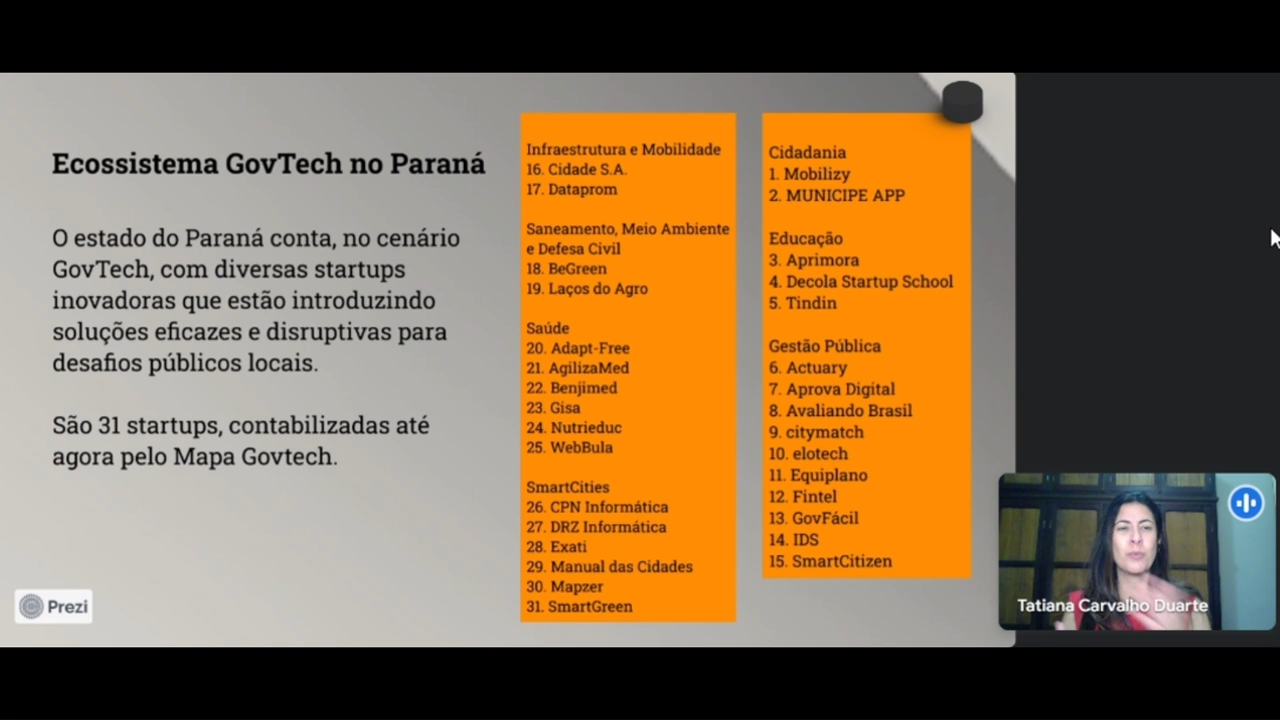 Ecossistema GovTech no Paraná
O estado do Paraná conta, no cenário
GovTech, com diversas startups
inovadoras que estão introduzindo
soluções eficazes e disruptivas para
desafios públicos locais.
São 31 startups, contabilizadas até
agora pelo Mapa Govtech.
Prezi
Infraestrutura e Mobilidade
16. Cidade S.A.
17. Dataprom
Saneamento, Meio Ambiente
e Defesa Civil
18. BeGreen
19. Laços do Agro
Saúde
20. Adapt-Free
21. AgilizaMed
22. Benjimed
23. Gisa
24. Nutrieduc
25. WebBula
SmartCities
26. CPN Informática
27. DRZ Informática
28. Exati
29. Manual das Cidades
30. Mapzer
31. SmartGreen
Cidadania
1. Mobilizy
2. MUNICIPE APP
Educação
3. Aprimora
4. Decola Startup School
5. Tindin
Gestão Pública
6. Actuary
7. Aprova Digital
8. Avaliando Brasil
9. citymatch
10. elotech
11. Equiplano
12. Fintel
13. GovFácil
14. IDS
15. SmartCitizen
Tatiana Carvalho Duarte